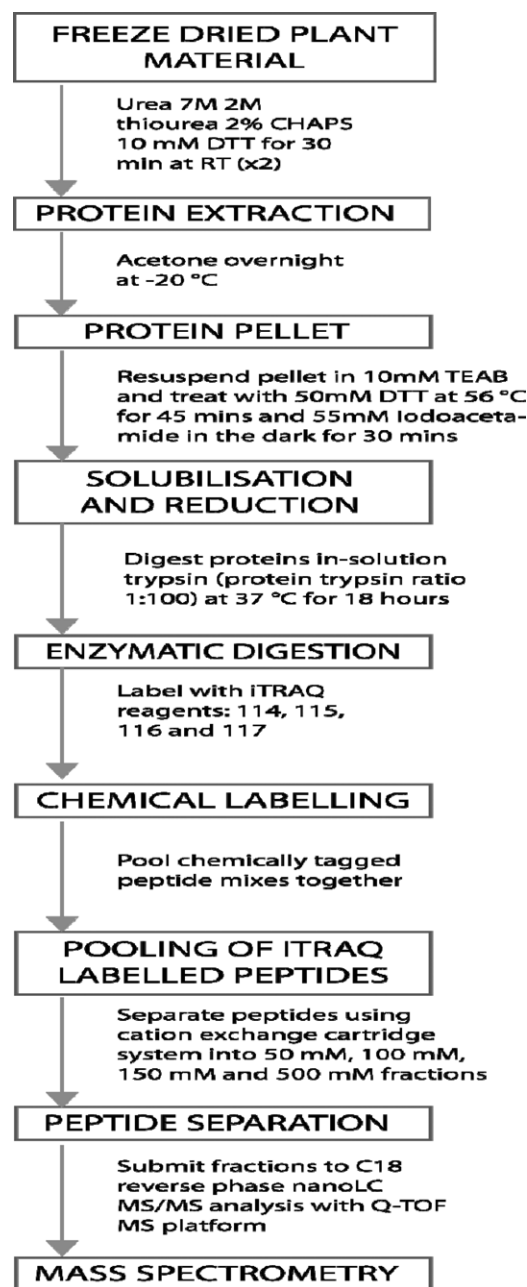 FREEZE DRIED PLANT
MATERIAL
Urea 7M 2M
thiourea 2% CHAPS
10 mM DTT for 30
min at RT (x2)
PROTEIN EXTRACTION
Acetone overnight
at -20 ºC
PROTEIN PELLET
Resuspend pellet in 10mM TEAB
and treat with 50mM DTT at 56 ºC
for 45 mins and 55mM Iodoaceta-
mide in the dark for 30 mins
SOLUBILISATION
AND REDUCTION
Digest proteins in-solution
trypsin (protein trypsin ratio
1:100) at 37 ºC for 18 hours
ENZYMATIC DIGESTION
Label with iTRAQ
reagents: 114, 115,
116 and 117
CHEMICAL LABELLING
Pool chemically tagged
peptide mixes together
POOLING OF ITRAQ
LABELLED PEPTIDES
Separate peptides using
cation exchange cartridge
system into 50 mM, 100 mM,
150 mM and 500 mM fractions
PEPTIDE SEPARATION
Submit fractions to C18
reverse phase nanoLC
MS/MS analysis with Q-TOF
MS platform
MASS SPECTROMETRY